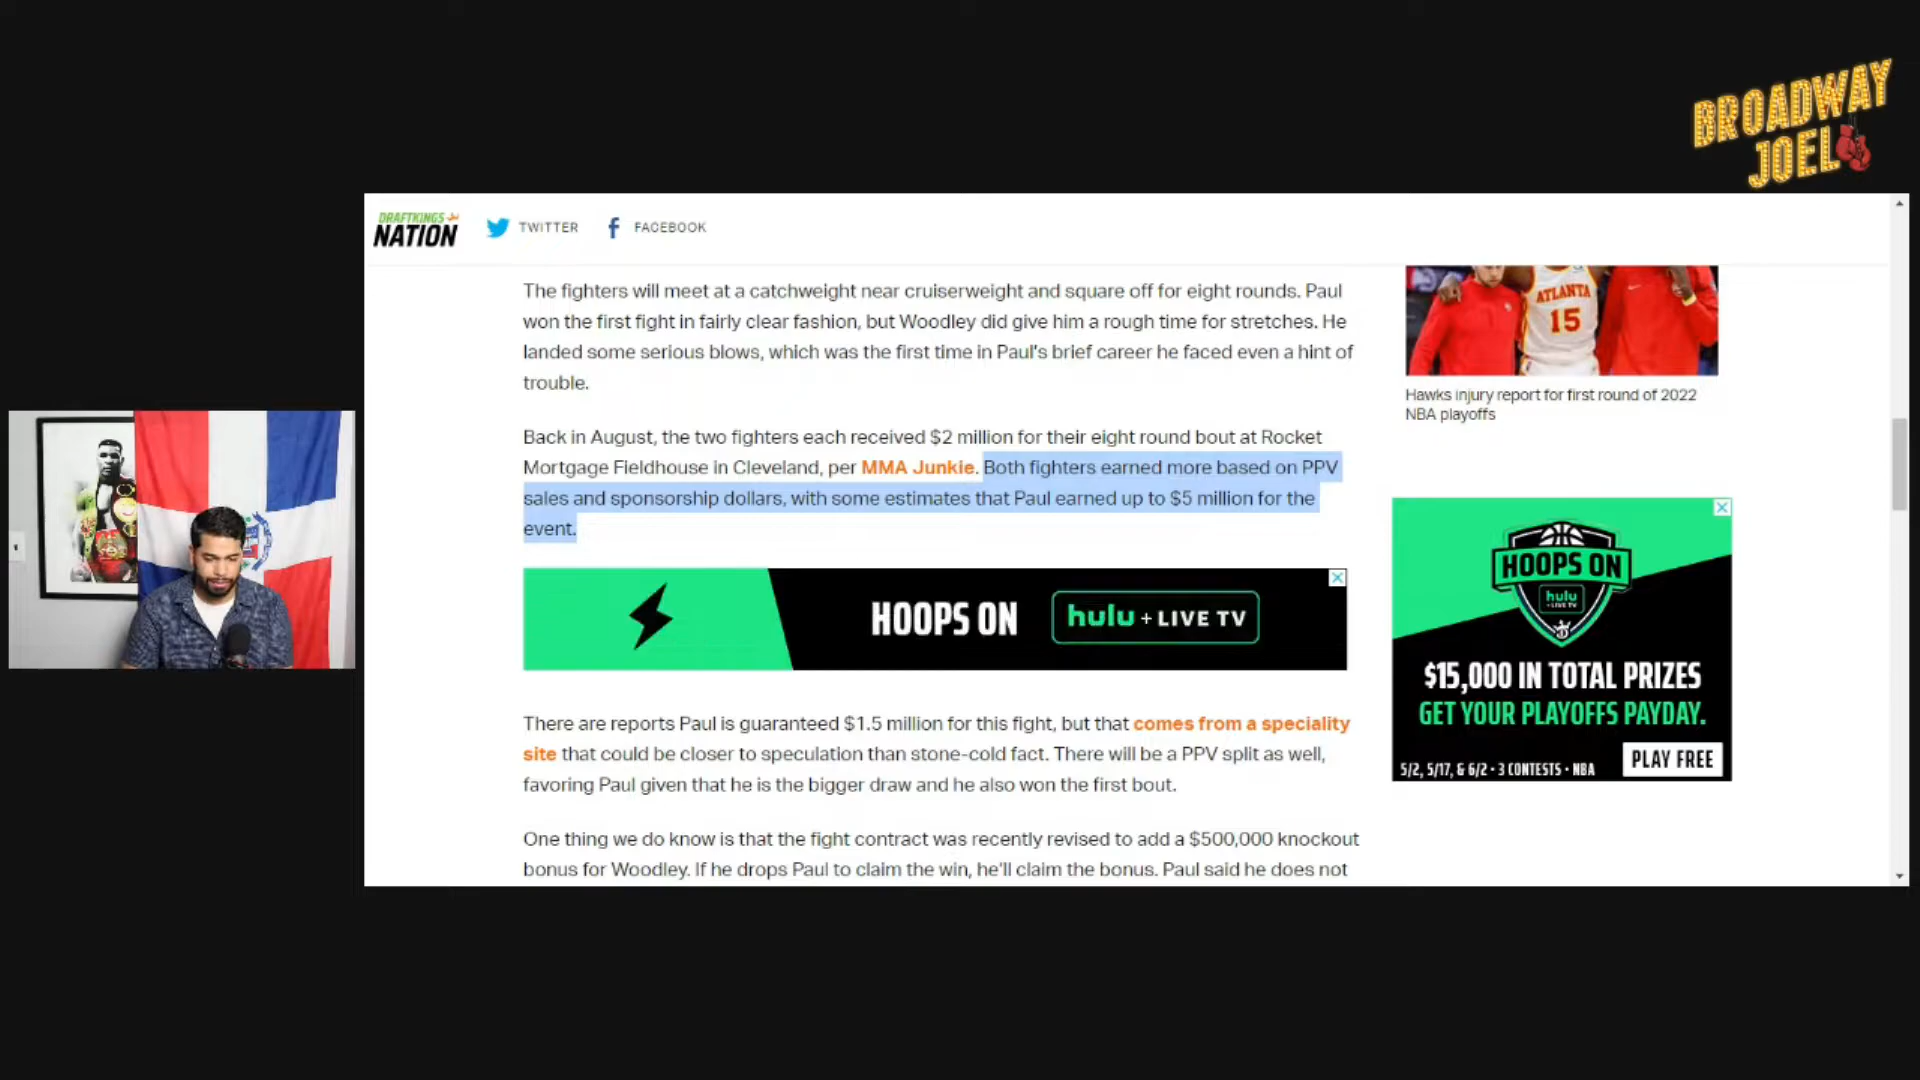 BROADWAY
JOEL
DRAFTKINGS
NATION
TWITTER
FACEBOOK
The fighters will meet at a catchweight near cruiserweight and square off for eight rounds. Paul
won the first fight in fairly clear fashion, but Woodley did give him a rough time for stretches. He
landed some serious blows, which was the first time in Paul's brief career he faced even a hint of
trouble.
Back in August, the two fighters each received $2 million for their eight round bout at Rocket
Mortgage Fieldhouse in Cleveland, per MMA Junkie. Both fighters earned more based on PPV
sales and sponsorship dollars, with some estimates that Paul earned up to $5 million for the
event.
HOOPS ON hulu + LIVE TV
There are reports Paul is guaranteed $1.5 million for this fight, but that comes from a speciality
site that could be closer to speculation than stone-cold fact. There will be a PPV split as well,
favoring Paul given that he is the bigger draw and he also won the first bout.
One thing we do know is that the fight contract was recently revised to add a $500,000 knockout
bonus for Woodley. If he drops Paul to claim the win, he'll claim the bonus. Paul said he does not
ATLANTA
15
Hawks injury report for first round of 2022
NBA playoffs
HOOPS ON
hulu
+ LIVE TV
$15,000 IN TOTAL PRIZES
GET YOUR PLAYOFFS PAYDAY.
5/2, 5/17, & 6/2 • 3 CONTESTS • NBA
PLAY FREE